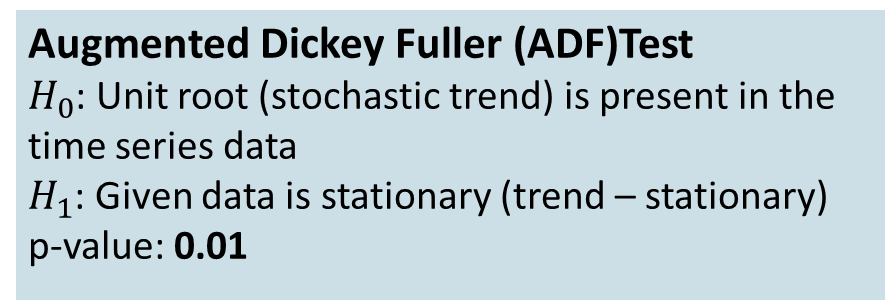 Augmented Dickey Fuller (ADF)Test
H₀: Unit root (stochastic trend) is present in the
time series data
H₁: Given data is stationary (trend – stationary)
p-value: 0.01